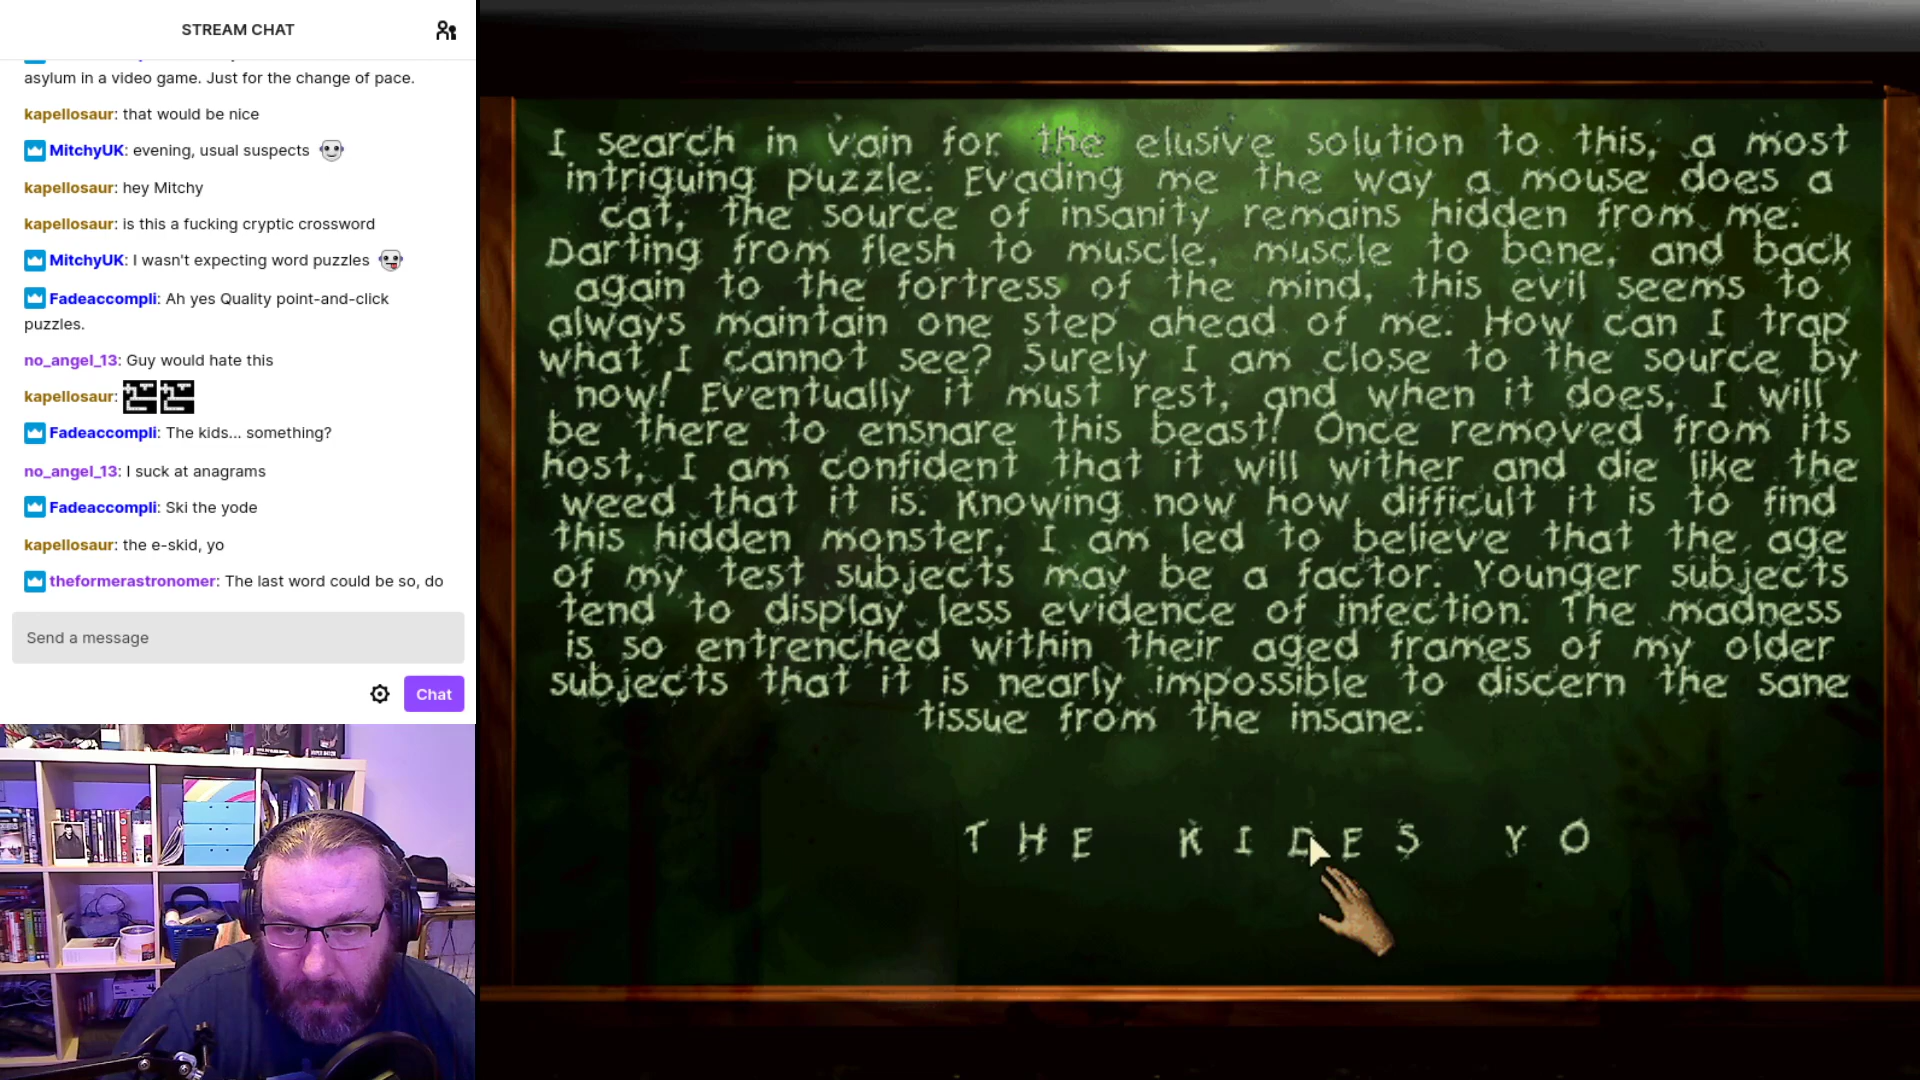 STREAM CHAT
asylum in a video game. Just for the change of pace.
kapellosaur: that would be nice
MitchyUK: evening, usual suspects
kapellosaur: hey Mitchy
kapellosaur: is this a fucking cryptic crossword
MitchyUK: I wasn't expecting word puzzles
Fadeaccompli: Ah yes Quality point-and-click
puzzles.
no_angel_13: Guy would hate this
kapellosaur:
Fadeaccompli: The kids... something?
no_angel_13: I suck at anagrams
Fadeaccompli: Ski the yode
kapellosaur: the e-skid, yo
theformerastronomer: The last word could be so, do
Send a message
Chat
I search in vain for the elusive solution to this, a most
intriguing puzzle. Evading me the way a mouse does a
cat, the source of insanity remains hidden from me.
Darting from flesh to muscle, muscle to bone, and back
again to the fortress of the mind, this evil seems to
always maintain one step ahead of me. How can I trap
what I cannot see? Surely I am close to the source by
now! Eventually it must rest, and when it does, I will
be there to ensnare this beast! Once removed from its
host, I am confident that it will wither and die like the
weed that it is. Knowing now how difficult it is to find
this hidden monster, I am led to believe that the age
of my test subjects may be a factor. Younger subjects
tend to display less evidence of infection. The madness
is so entrenched within their aged frames of my older
subjects that it is nearly impossible to discern the sane
tissue from the insane.
T H E K I D E S Y O